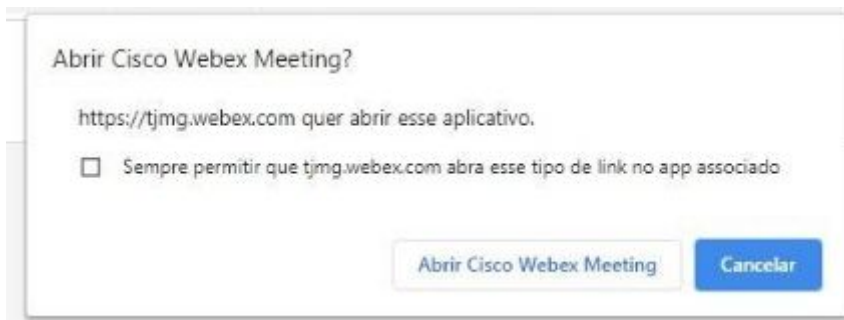 Abrir Cisco Webex Meeting?
https://tjmg.webex.com quer abrir esse aplicativo.
Sempre permitir que tjmg.webex.com abra esse tipo de link no app associado
Abrir Cisco Webex Meeting
Cancelar